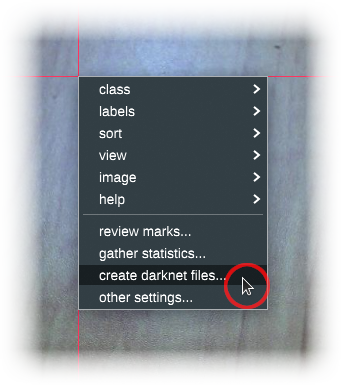 class
labels
sort
view
image
help
review marks...
gather statistics...
create darknet files...
other settings...